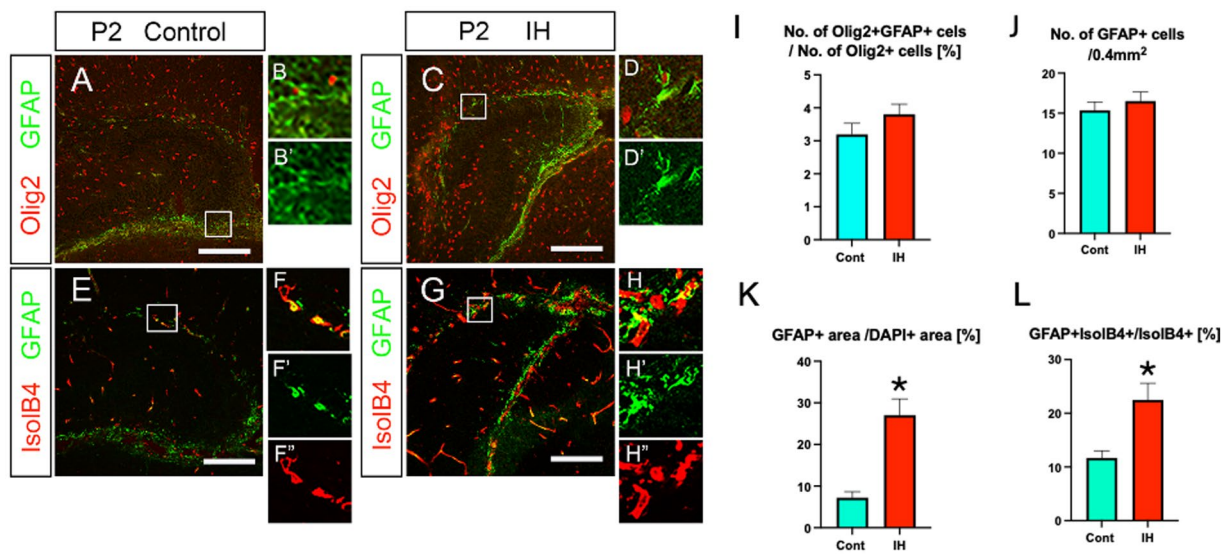 P2 Control
P2 IH
Olig2 GFAP
A
B
B'
Olig2 GFAP
C
D
D'
IsolB4 GFAP
E
F
F'
F"
IsolB4 GFAP
G
H
H'
H"
I
No. of Olig2+GFAP+ cels
/ No. of Olig2+ cells [%]
5
4
3
2
1
0
Cont IH
J
No. of GFAP+ cells
/0.4mm²
20
15
10
5
0
Cont IH
K
GFAP+ area /DAPI+ area [%]
40
30
20
10
0
*
Cont IH
L
GFAP+IsolB4+/IsolB4+ [%]
30
20
10
0
*
Cont IH